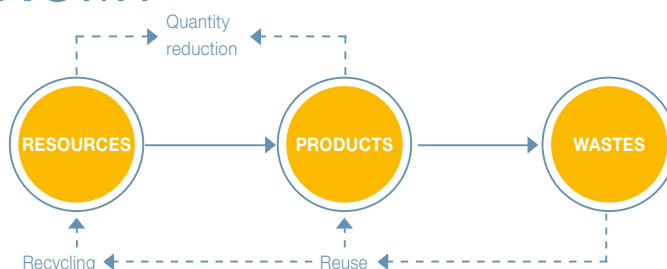 Quantity
reduction
RESOURCES
PRODUCTS
WASTES
Recycling
Reuse